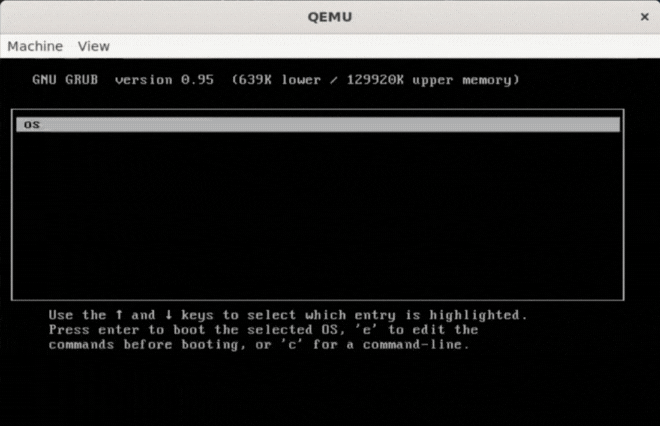 QEMU ×
Machine View
GNU GRUB version 0.95 (639K lower / 129920K upper memory)
os
Use the ↑ and ↓ keys to select which entry is highlighted.
Press enter to boot the selected OS, 'e' to edit the
commands before booting, or 'c' for a command-line.